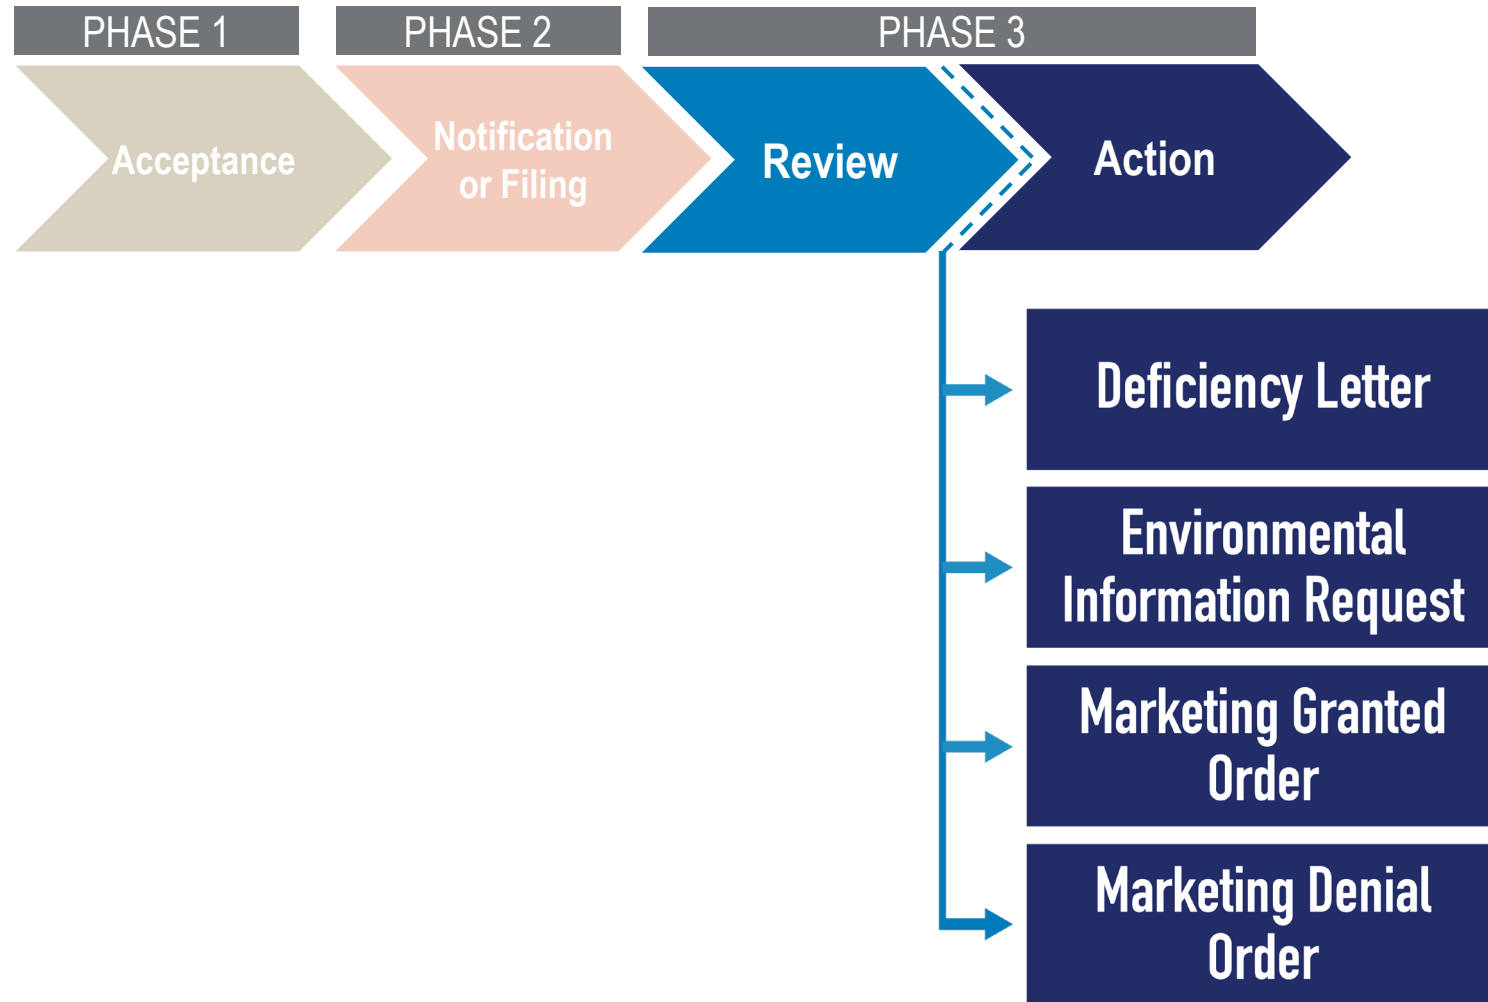 PHASE 1
PHASE 2
PHASE 3
Acceptance
Notification
or Filing
Review
Action
Deficiency Letter
Environmental
Information Request
Marketing Granted
Order
Marketing Denial
Order